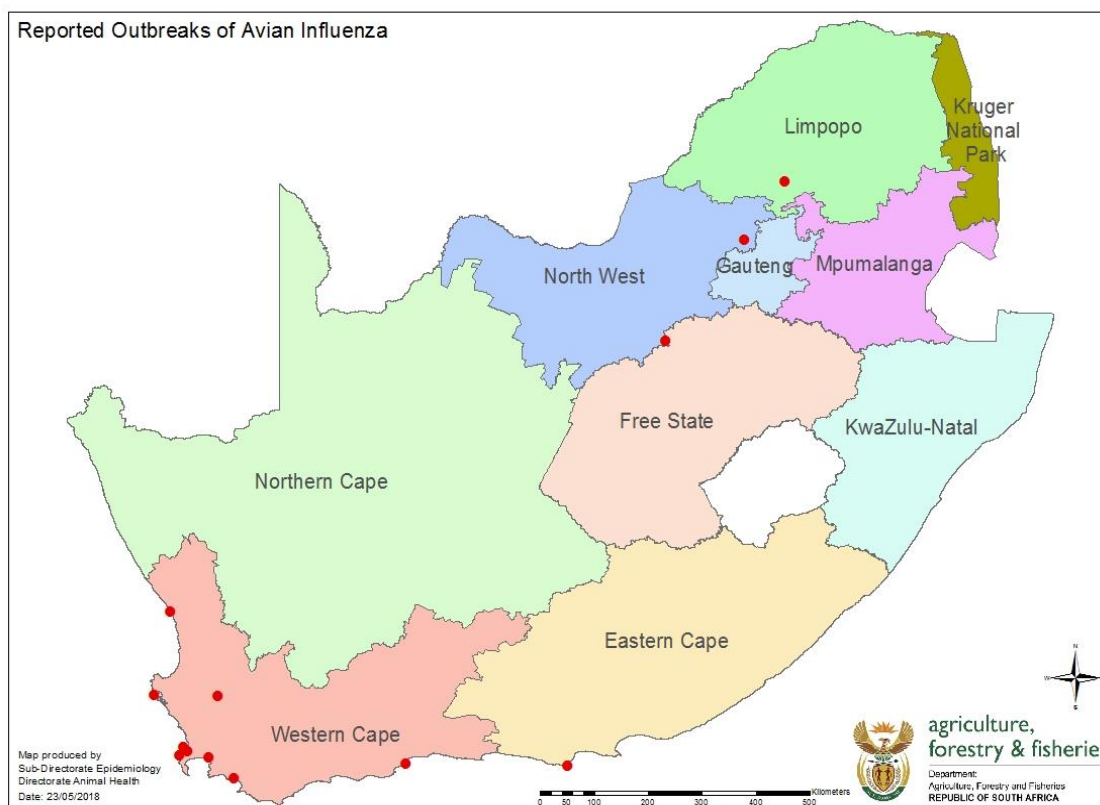 Reported Outbreaks of Avian Influenza
Kruger
National
Park
Limpopo
North West
Gauteng
Mpumalanga
Free State
KwaZulu-Natal
Northern Cape
Eastern Cape
Western Cape
N
W
E
S
Map produced by
Sub-Directorate Epidemiology
Directorate Animal Health
Date: 23/05/2018
Kilometers
0 50 100 200 300 400 500
agriculture,
forestry & fisherie
Department:
Agriculture, Forestry and Fisheries
REPUBLIC OF SOUTH AFRICA